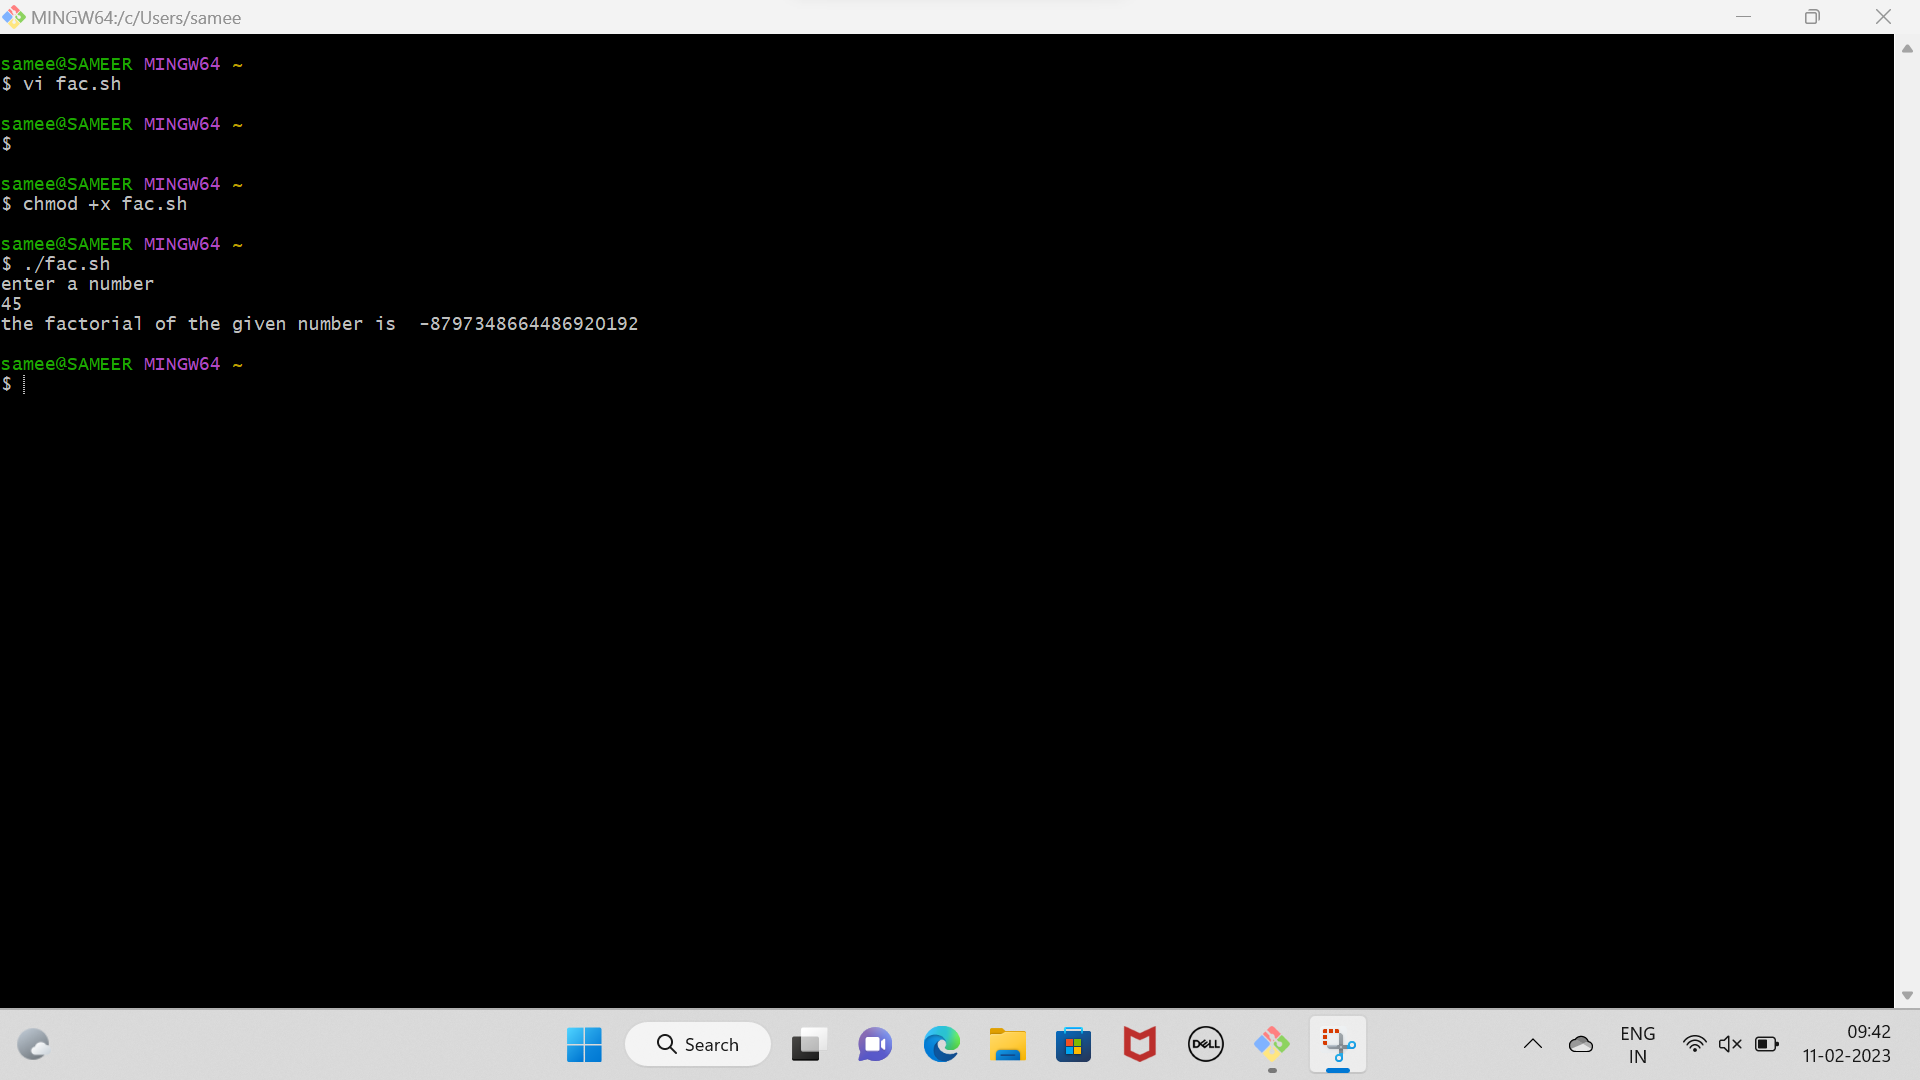 MINGW64:/c/Users/samee
samee@SAMEER MINGW64 ~
$ vi fac.sh
samee@SAMEER MINGW64 ~
$
samee@SAMEER MINGW64 ~
$ chmod +x fac.sh
samee@SAMEER MINGW64 ~
$ ./fac.sh
enter a number
45
the factorial of the given number is  -8797348664486920192
samee@SAMEER MINGW64 ~
$
Search
DELL
ENG
IN
09:42
11-02-2023